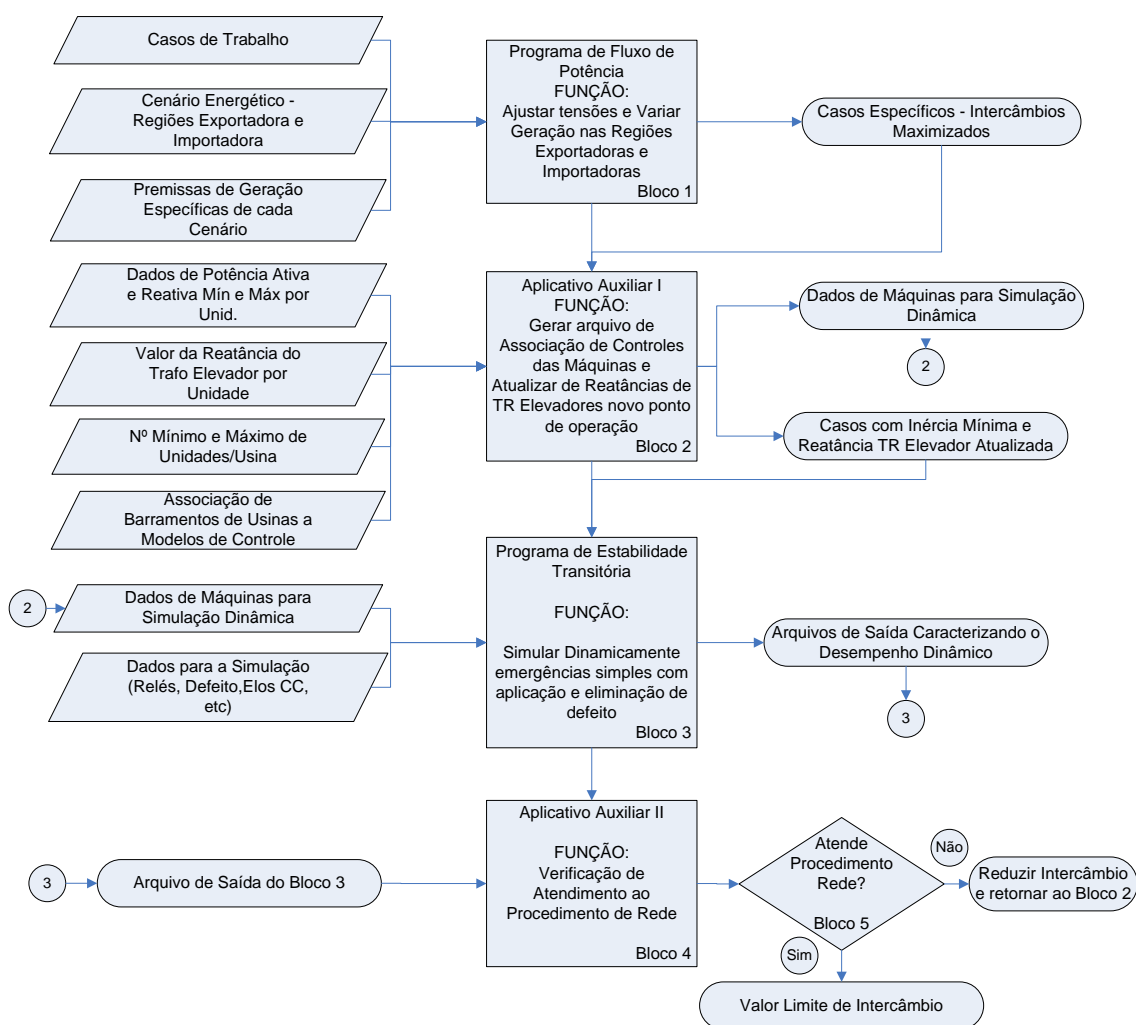 Casos de Trabalho
Cenário Energético -
Regiões Exportadora e
Importadora
Premissas de Geração
Específicas de cada
Cenário
Programa de Fluxo de
Potência
FUNÇÃO:
Ajustar tensões e Variar
Geração nas Regiões
Exportadoras e
Importadoras
Bloco 1
Casos Específicos - Intercâmbios
Maximizados
Dados de Potência Ativa
e Reativa Mín e Máx por
Unid.
Valor da Reatância do
Trafo Elevador por
Unidade
Nº Mínimo e Máximo de
Unidades/Usina
Associação de
Barramentos de Usinas a
Modelos de Controle
Aplicativo Auxiliar I
FUNÇÃO:
Gerar arquivo de
Associação de Controles
das Máquinas e
Atualizar de Reatâncias de
TR Elevadores novo ponto
de operação
Bloco 2
Dados de Máquinas para Simulação
Dinâmica
2
Casos com Inércia Mínima e
Reatância TR Elevador Atualizada
2
Dados de Máquinas para
Simulação Dinâmica
Dados para a Simulação
(Relés, Defeito,Elos CC,
etc)
Programa de Estabilidade
Transitória
FUNÇÃO:
Simular Dinamicamente
emergências simples com
aplicação e eliminação de
defeito
Bloco 3
Arquivos de Saída Caracterizando o
Desempenho Dinâmico
3
3
Arquivo de Saída do Bloco 3
Aplicativo Auxiliar II
FUNÇÃO:
Verificação de
Atendimento ao
Procedimento de Rede
Bloco 4
Atende
Procedimento
Rede?
Bloco 5
Não
Reduzir Intercâmbio
e retornar ao Bloco 2
Sim
Valor Limite de Intercâmbio